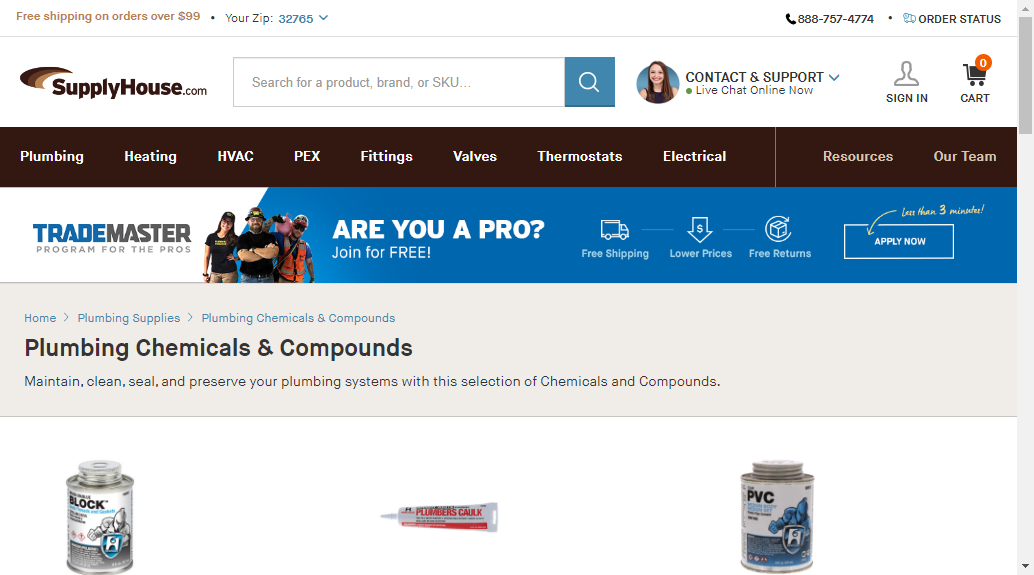 Free shipping on orders over $99 • Your Zip: 32765
888-757-4774 • ORDER STATUS
SupplyHouse.com
Search for a product, brand, or SKU...
CONTACT & SUPPORT
Live Chat Online Now
SIGN IN
0
CART
Plumbing Heating HVAC PEX Fittings Valves Thermostats Electrical Resources Our Team
TRADEMASTER
PROGRAM FOR THE PROS
ARE YOU A PRO?
Join for FREE!
$
Free Shipping Lower Prices Free Returns
Less than 3 minutes!
APPLY NOW
Home > Plumbing Supplies > Plumbing Chemicals & Compounds
Plumbing Chemicals & Compounds
Maintain, clean, seal, and preserve your plumbing systems with this selection of Chemicals and Compounds.
BLOCK
PLUMBERS CAULK
PVC